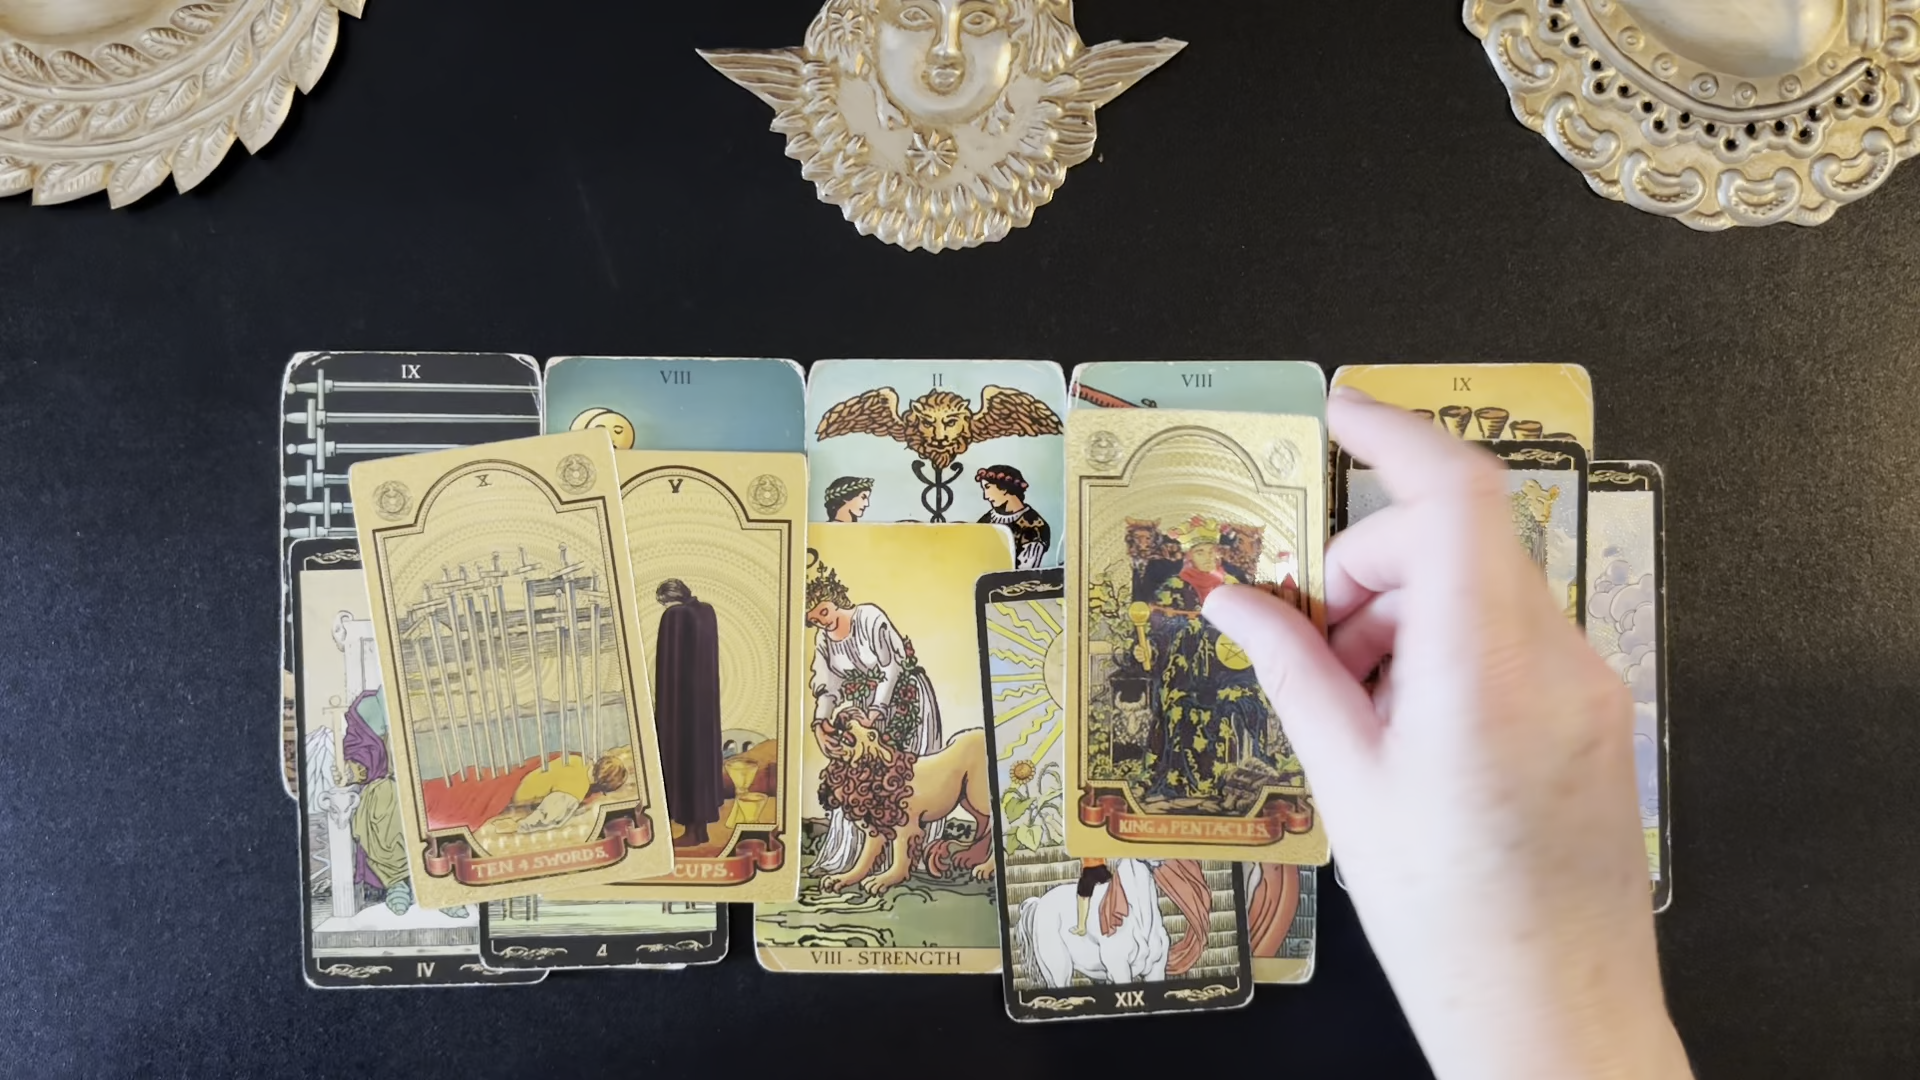 IX
VIII
II
VIII
IX
X
V
TEN of SWORDS.
CUPS.
KING of PENTACLES.
IV
4
VIII - STRENGTH
XIX